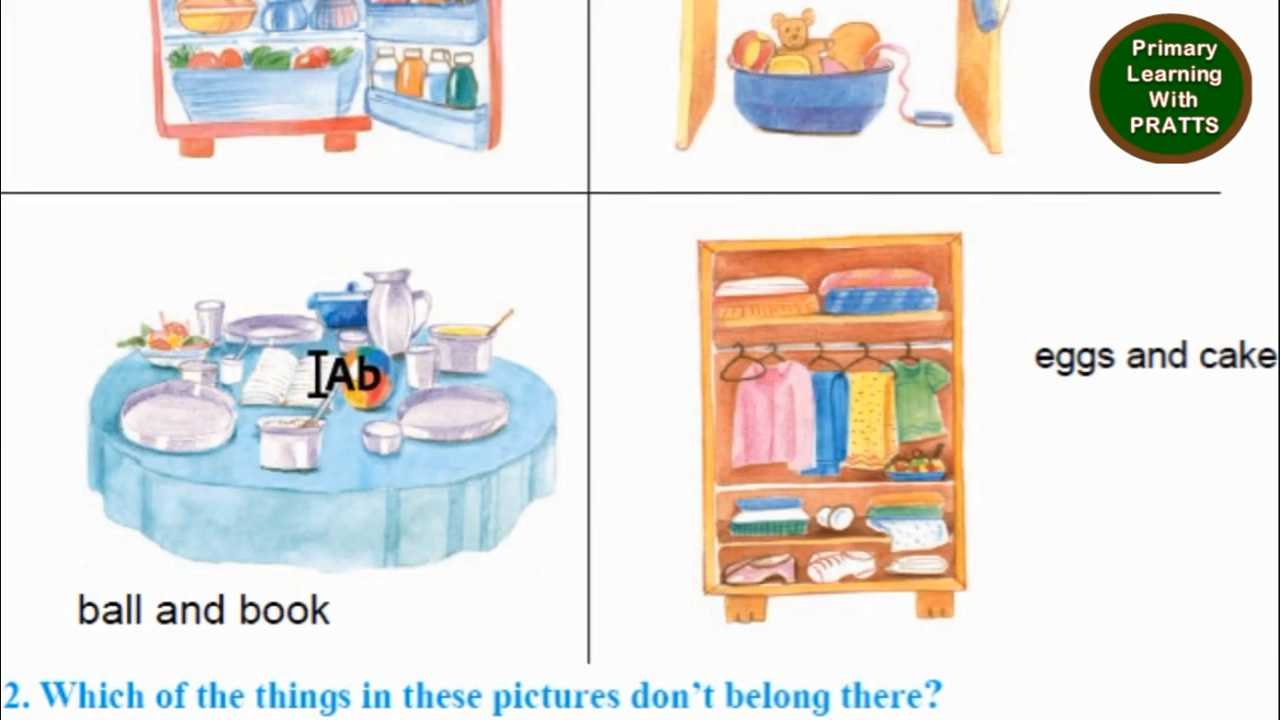 Primary
Learning
With
PRATTS
eggs and cake
Ab
ball and book
2. Which of the things in these pictures don't belong there?